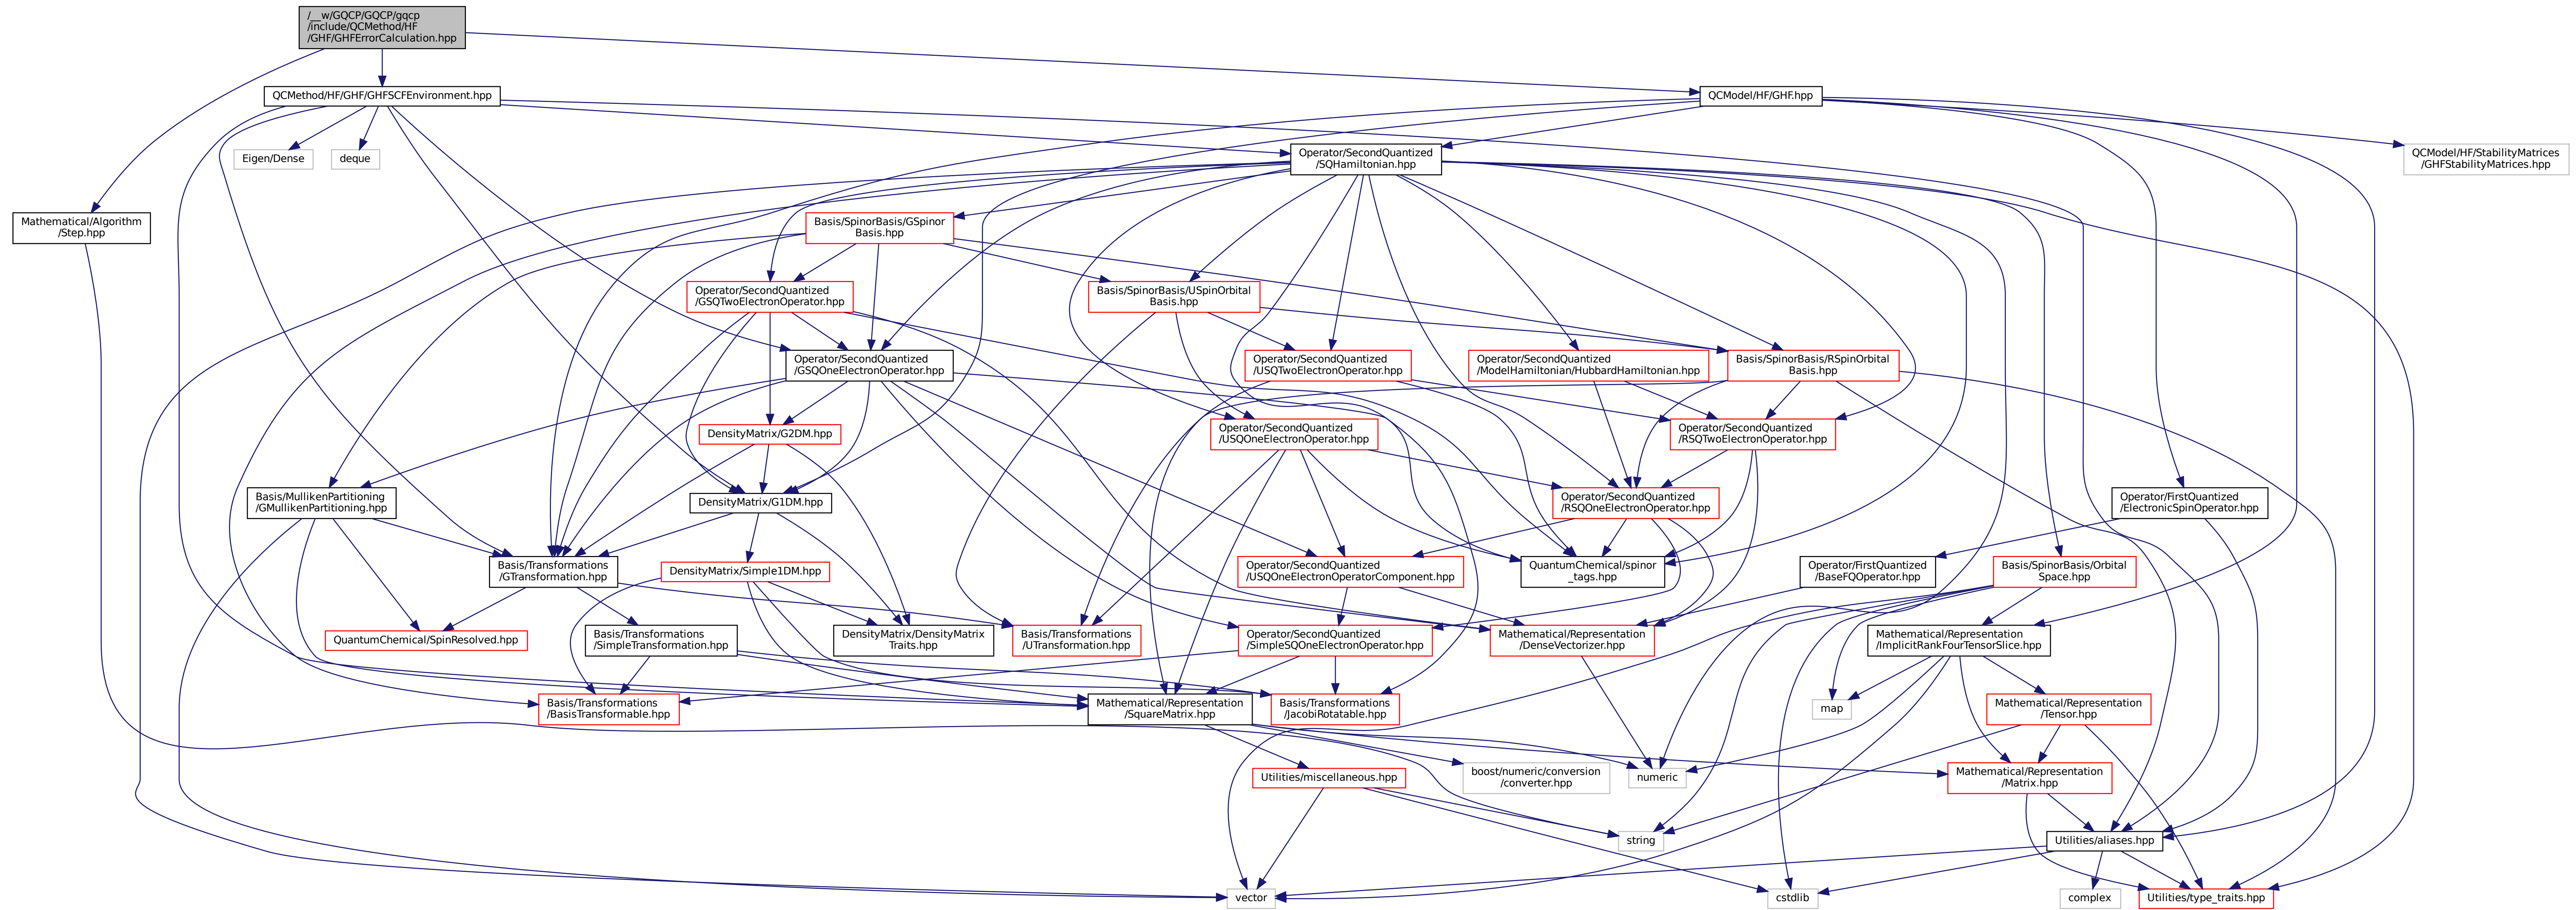 /__w/GQCP/GQCP/gqcp
/include/QCMethod/HF
/GHF/GHFErrorCalculation.hpp
QCMethod/HF/GHF/GHFSCFEnvironment.hpp
QCModel/HF/GHF.hpp
Eigen/Dense
deque
Operator/SecondQuantized
/SQHamiltonian.hpp
QCModel/HF/StabilityMatrices
/GHFStabilityMatrices.hpp
Mathematical/Algorithm
/Step.hpp
Basis/SpinorBasis/GSpinor
Basis.hpp
Operator/SecondQuantized
/GSQTwoElectronOperator.hpp
Basis/SpinorBasis/USpinOrbital
Basis.hpp
Operator/SecondQuantized
/GSQOneElectronOperator.hpp
Operator/SecondQuantized
/USQTwoElectronOperator.hpp
Operator/SecondQuantized
/ModelHamiltonian/HubbardHamiltonian.hpp
Basis/SpinorBasis/RSpinOrbital
Basis.hpp
DensityMatrix/G2DM.hpp
Operator/SecondQuantized
/USQOneElectronOperator.hpp
Operator/SecondQuantized
/RSQTwoElectronOperator.hpp
Basis/MullikenPartitioning
/GMullikenPartitioning.hpp
DensityMatrix/G1DM.hpp
Operator/SecondQuantized
/RSQOneElectronOperator.hpp
Operator/FirstQuantized
/ElectronicSpinOperator.hpp
Basis/Transformations
/GTransformation.hpp
DensityMatrix/Simple1DM.hpp
Operator/SecondQuantized
/USQOneElectronOperatorComponent.hpp
QuantumChemical/spinor
_tags.hpp
Operator/FirstQuantized
/BaseFQOperator.hpp
Basis/SpinorBasis/Orbital
Space.hpp
QuantumChemical/SpinResolved.hpp
Basis/Transformations
/SimpleTransformation.hpp
DensityMatrix/DensityMatrix
Traits.hpp
Basis/Transformations
/UTransformation.hpp
Operator/SecondQuantized
/SimpleSQOneElectronOperator.hpp
Mathematical/Representation
/DenseVectorizer.hpp
Mathematical/Representation
/ImplicitRankFourTensorSlice.hpp
Basis/Transformations
/BasisTransformable.hpp
Mathematical/Representation
/SquareMatrix.hpp
Basis/Transformations
/JacobiRotatable.hpp
map
Mathematical/Representation
/Tensor.hpp
Utilities/miscellaneous.hpp
boost/numeric/conversion
/converter.hpp
numeric
Mathematical/Representation
/Matrix.hpp
string
Utilities/aliases.hpp
vector
cstdlib
complex
Utilities/type_traits.hpp